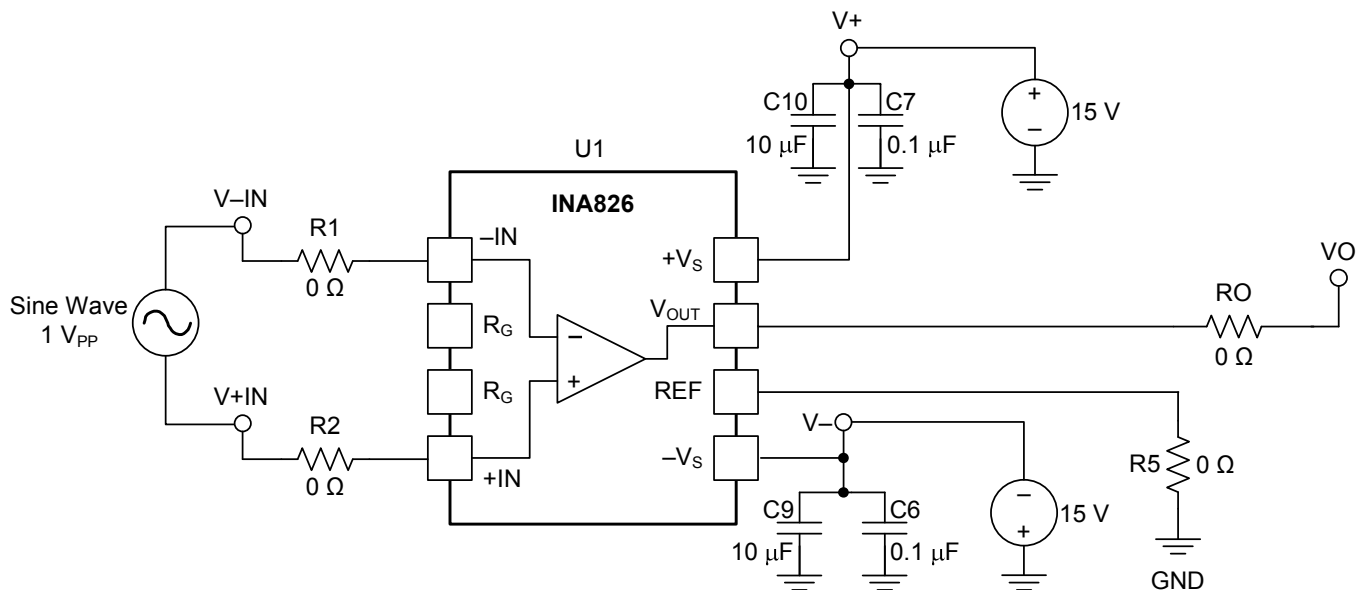 V+
C10
C7
10 μF
0.1 μF
+
−
15 V
U1
INA826
V–IN
R1
0 Ω
–IN
+VS
Sine Wave
1 VPP
RG
VOUT
−
+
RG
REF
RO
0 Ω
VO
V+IN
R2
0 Ω
+IN
–VS
V–
C9
C6
10 μF
0.1 μF
−
+
15 V
R5
0 Ω
GND